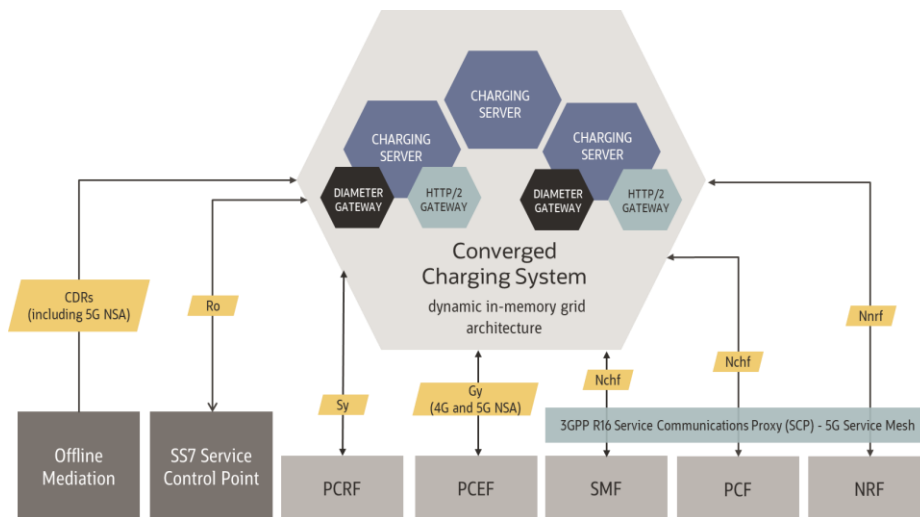 CHARGING
SERVER
CHARGING
SERVER
CHARGING
SERVER
DIAMETER
GATEWAY
HTTP/2
GATEWAY
DIAMETER
GATEWAY
HTTP/2
GATEWAY
Converged
Charging System
dynamic in-memory grid
architecture
CDRs
(including 5G NSA)
Ro
Sy
Gy
(4G and 5G NSA)
Nchf
Nchf
Nnrf
3GPP R16 Service Communications Proxy (SCP) - 5G Service Mesh
Offline
Mediation
SS7 Service
Control Point
PCRF
PCEF
SMF
PCF
NRF